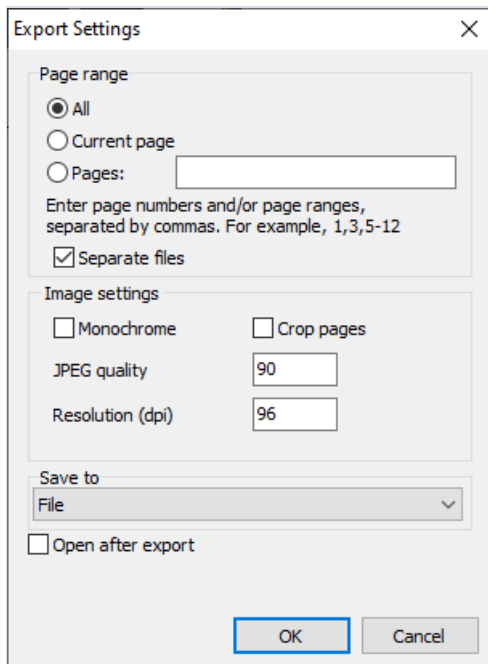 Export Settings
Page range
All
Current page
Pages:
Enter page numbers and/or page ranges,
separated by commas. For example, 1,3,5-12
Separate files
Image settings
Monochrome Crop pages
JPEG quality 90
Resolution (dpi) 96
Save to
File
Open after export
OK Cancel